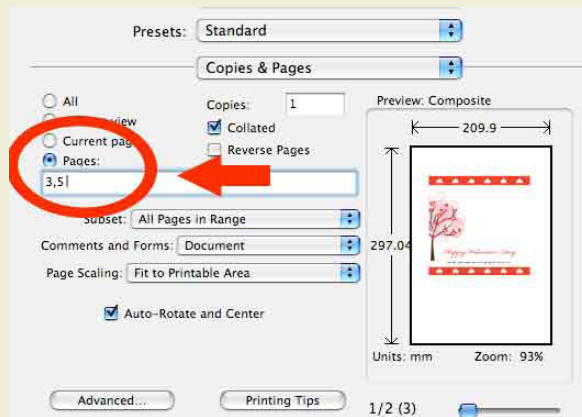 Presets: Standard
Copies & Pages
All
Copies: 1
Preview: Composite
view
Collated
209.9
Current pag
Reverse Pages
Pages:
3,5
Subset: All Pages in Range
Comments and Forms: Document
297.04
Page Scaling: Fit to Printable Area
Auto-Rotate and Center
Units: mm
Zoom: 93%
Advanced...
Printing Tips
1/2 (3)